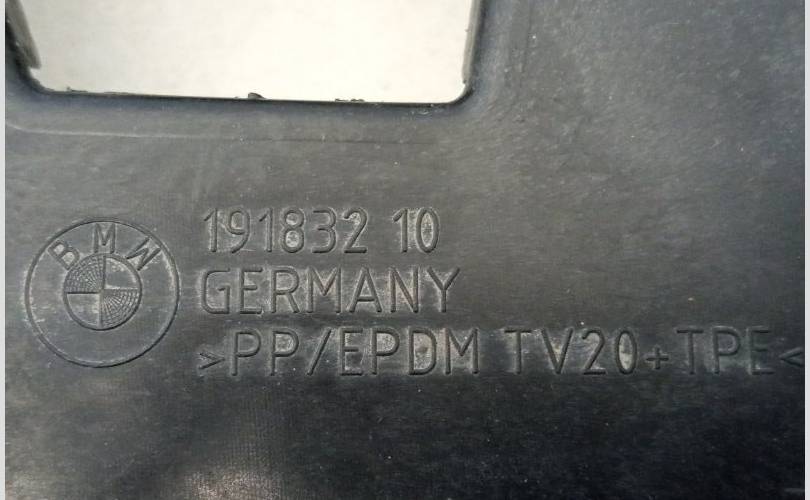 BMW
191832 10
GERMANY
>PP/EPDM TV20+TPE<